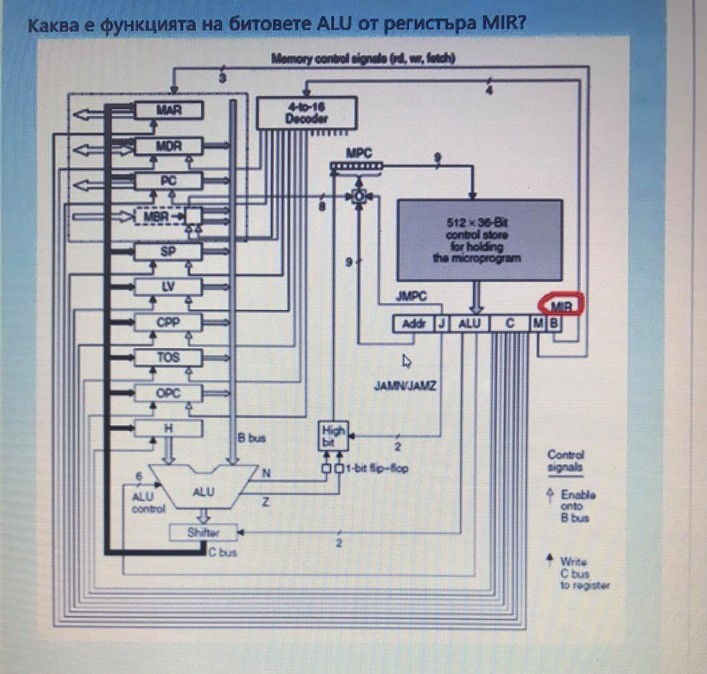 Каква е функцията на битовете ALU от регистъра MIR?
Memory control signals (rd, wr, fetch)
3
4
MAR
4-to-16
Decoder
MDR
MPC
9
PC
8
MBR
512 × 36-Bit
control store
for holding
the microprogram
SP
9
LV
JMPC
MIR
CPP
Addr J ALU C M B
TOS
JAMN/JAMZ
OPC
H
B bus
High
bit
2
Control
signals
6
ALU
control
ALU
N
1-bit flip-flop
Z
Enable
onto
B bus
Shifter
2
C bus
Write
C bus
to register